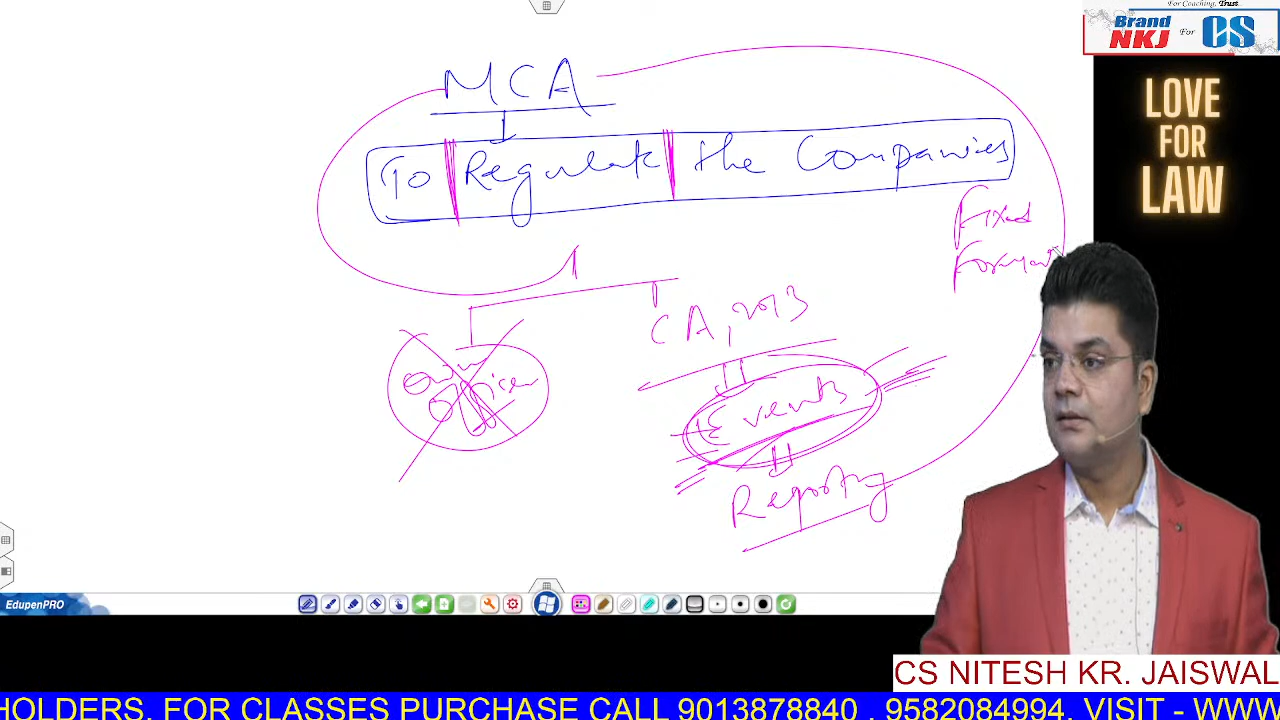 For Coaching, Trust
Brand
NKJ
For
CS
LOVE
FOR
LAW
MCA
To Regulate the Companies
Fixed
Format
CA, 2013
Officer
Events
Reporting
EdupenPRO
CS NITESH KR. JAISWAL
HOLDERS. FOR CLASSES PURCHASE CALL 9013878840 , 9582084994. VISIT - WWW